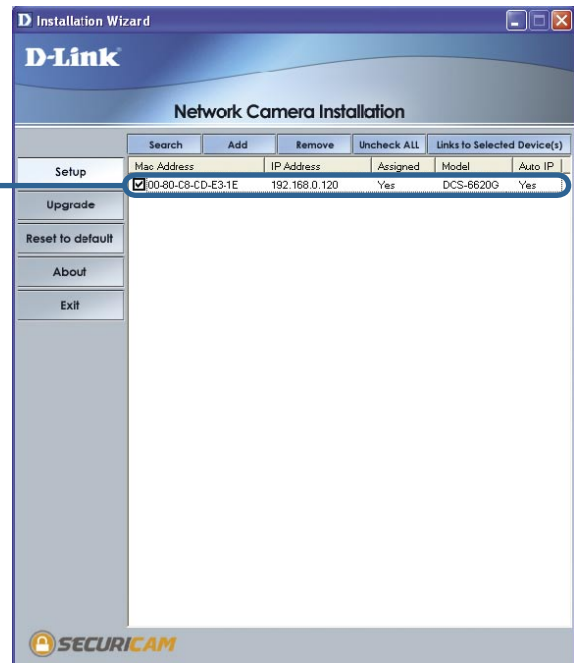 D Installation Wizard
D-Link
Network Camera Installation
Search Add Remove Uncheck ALL Links to Selected Device(s)
Mac Address IP Address Assigned Model Auto IP
00-80-C8-CD-E3-1E 192.168.0.120 Yes DCS-6620G Yes
Setup
Upgrade
Reset to default
About
Exit
SECURICAM